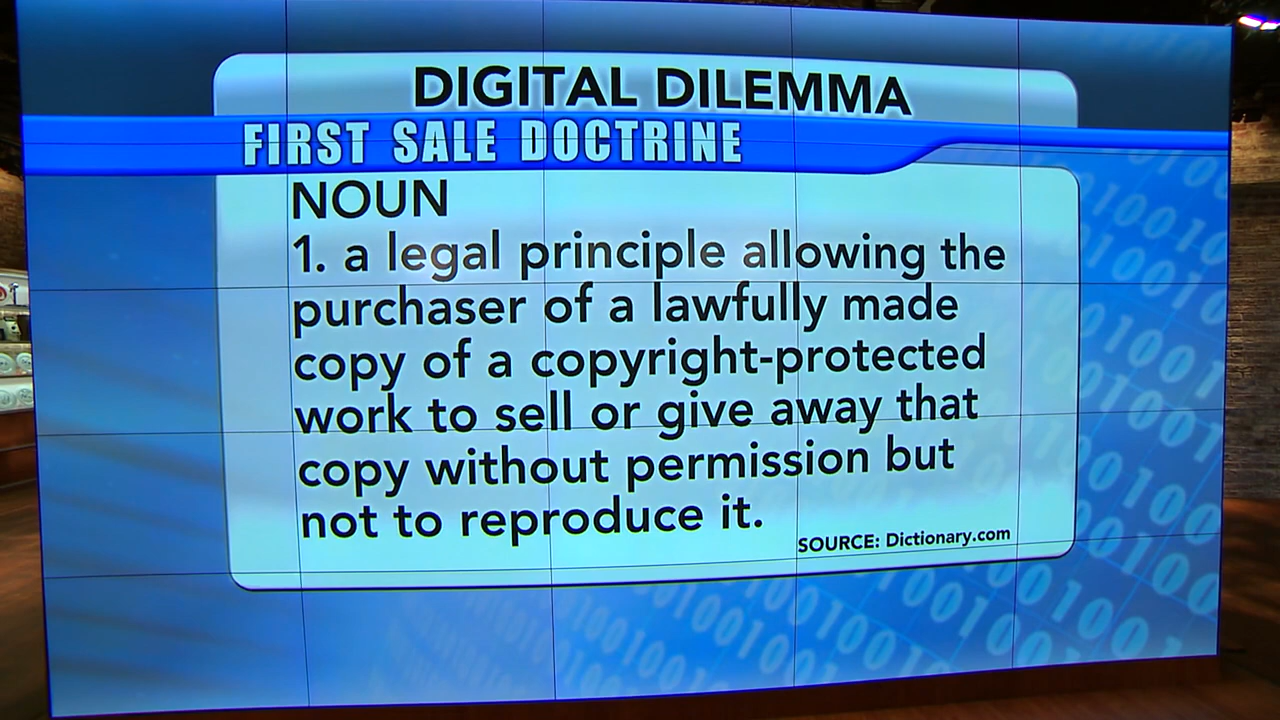 DIGITAL DILEMMA
FIRST SALE DOCTRINE
NOUN
1. a legal principle allowing the
purchaser of a lawfully made
copy of a copyright-protected
work to sell or give away that
copy without permission but
not to reproduce it.
SOURCE: Dictionary.com